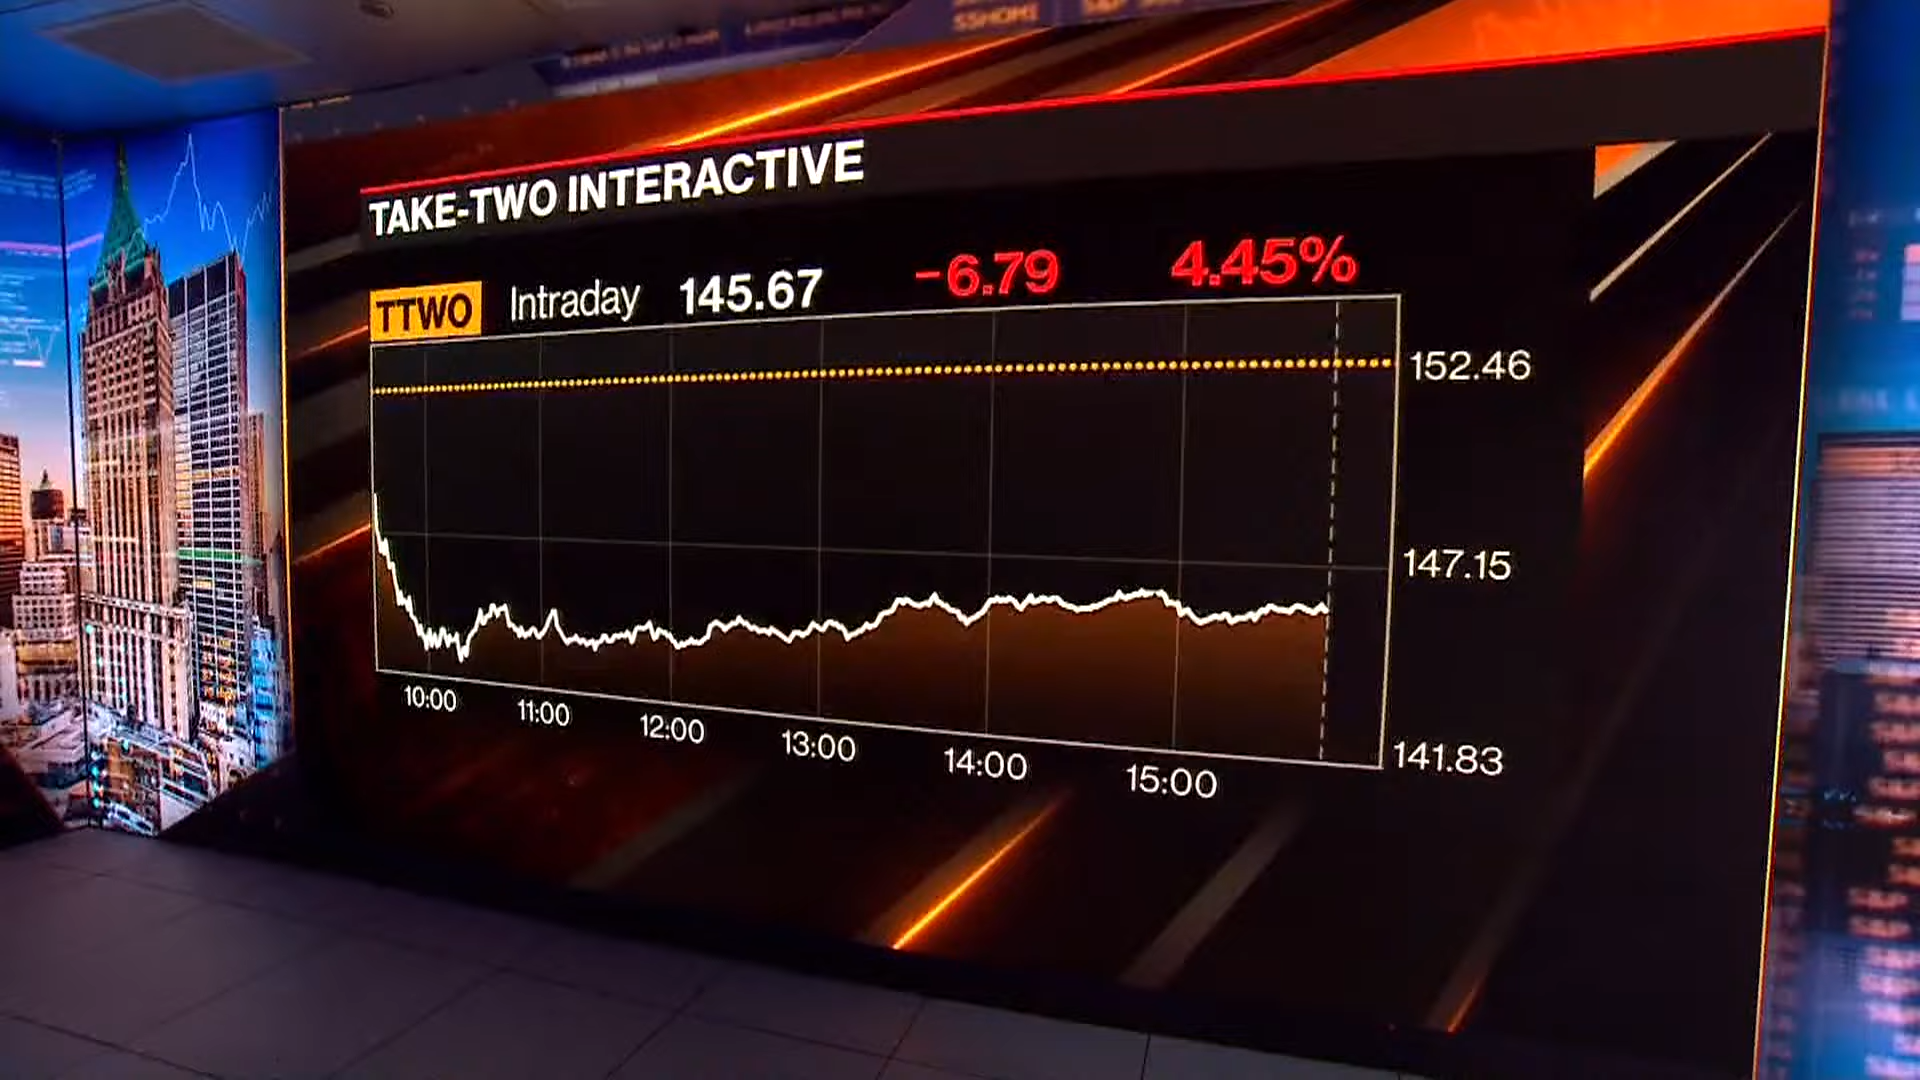 TAKE-TWO INTERACTIVE
TTWO Intraday 145.67 -6.79 4.45%
152.46
147.15
141.83
10:00 11:00 12:00 13:00 14:00 15:00